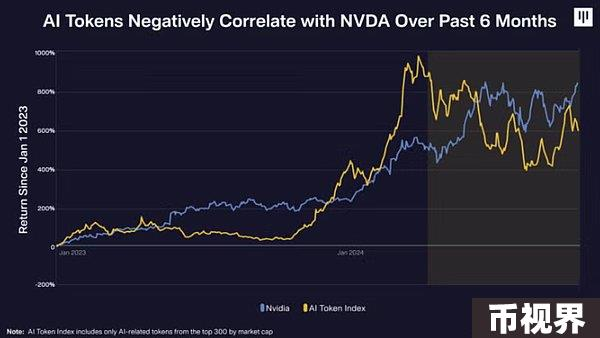 AI Tokens Negatively Correlate with NVDA Over Past 6 Months
Return Since Jan 1 2023
1000%
800%
600%
400%
200%
0
-200%
Jan 2023
Jan 2024
Nvidia
AI Token Index
Note: AI Token Index includes only AI-related tokens from the top 300 by market cap
币视界